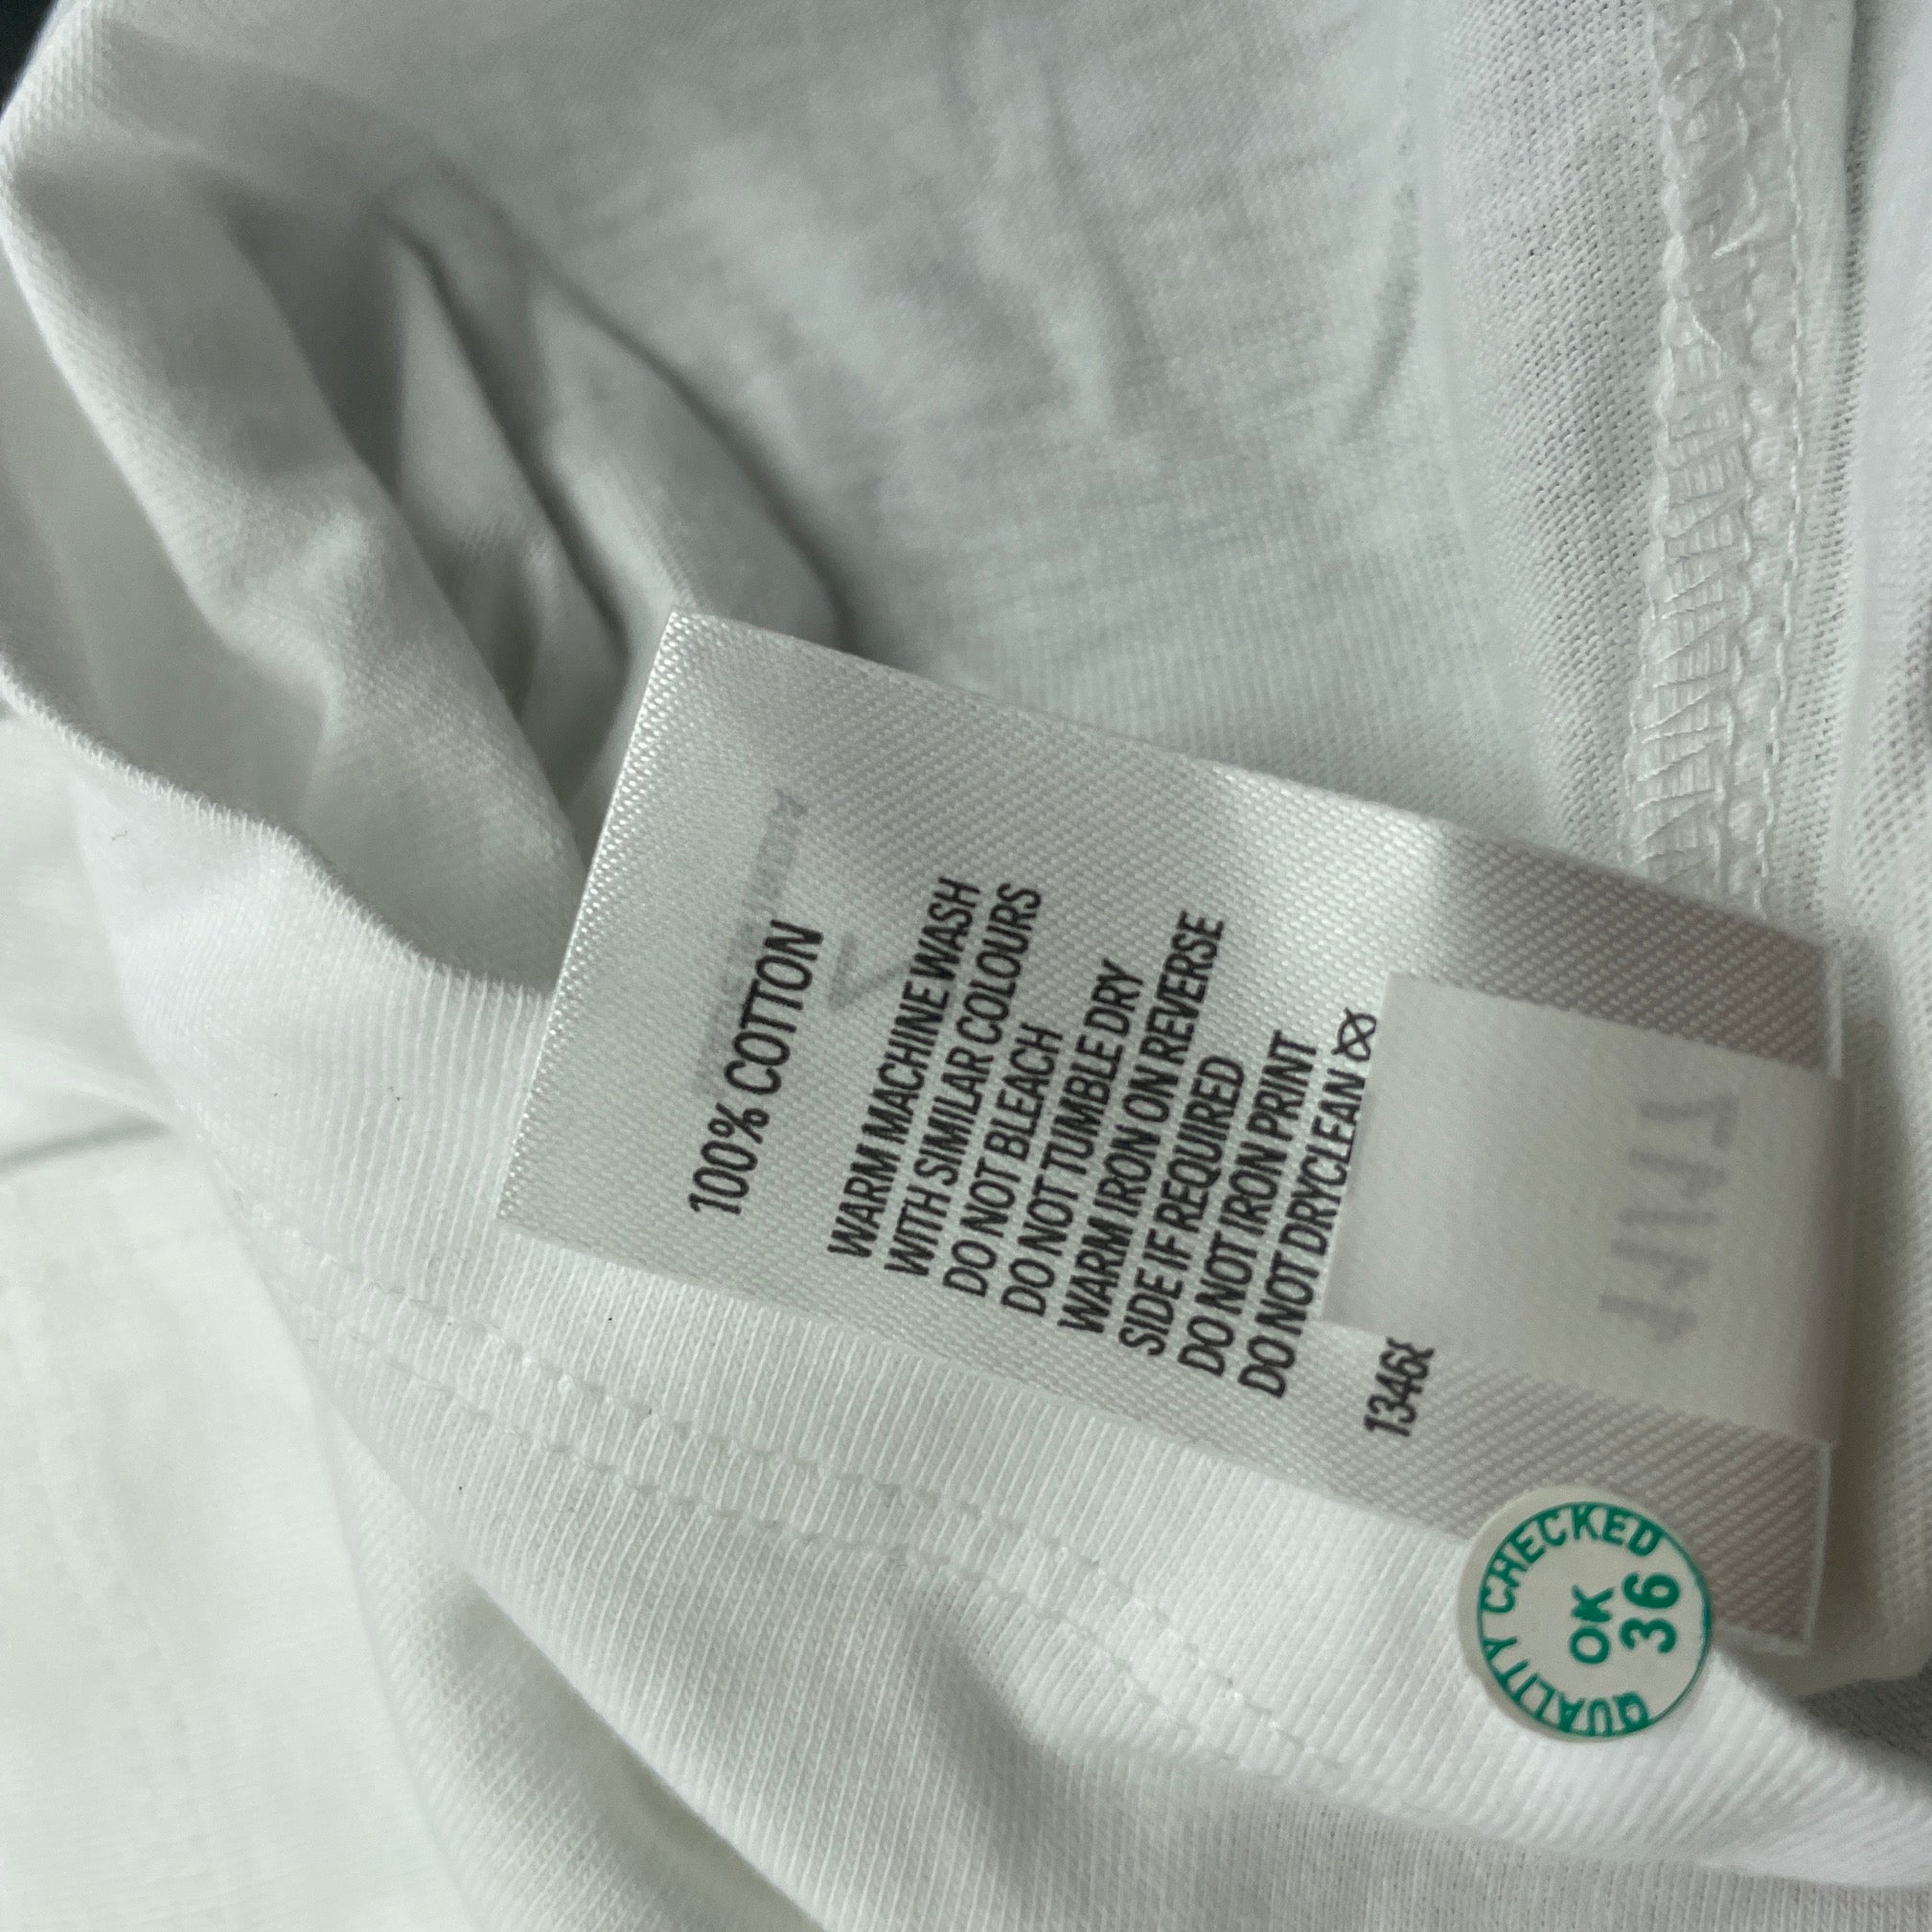 100% COTTON
WARM MACHINE WASH
WITH SIMILAR COLOURS
DO NOT BLEACH
DO NOT TUMBLE DRY
WARM IRON ON REVERSE
SIDE IF REQUIRED
DO NOT IRON PRINT
DO NOT DRYCLEAN
QUALITY CHECKED
OK
36